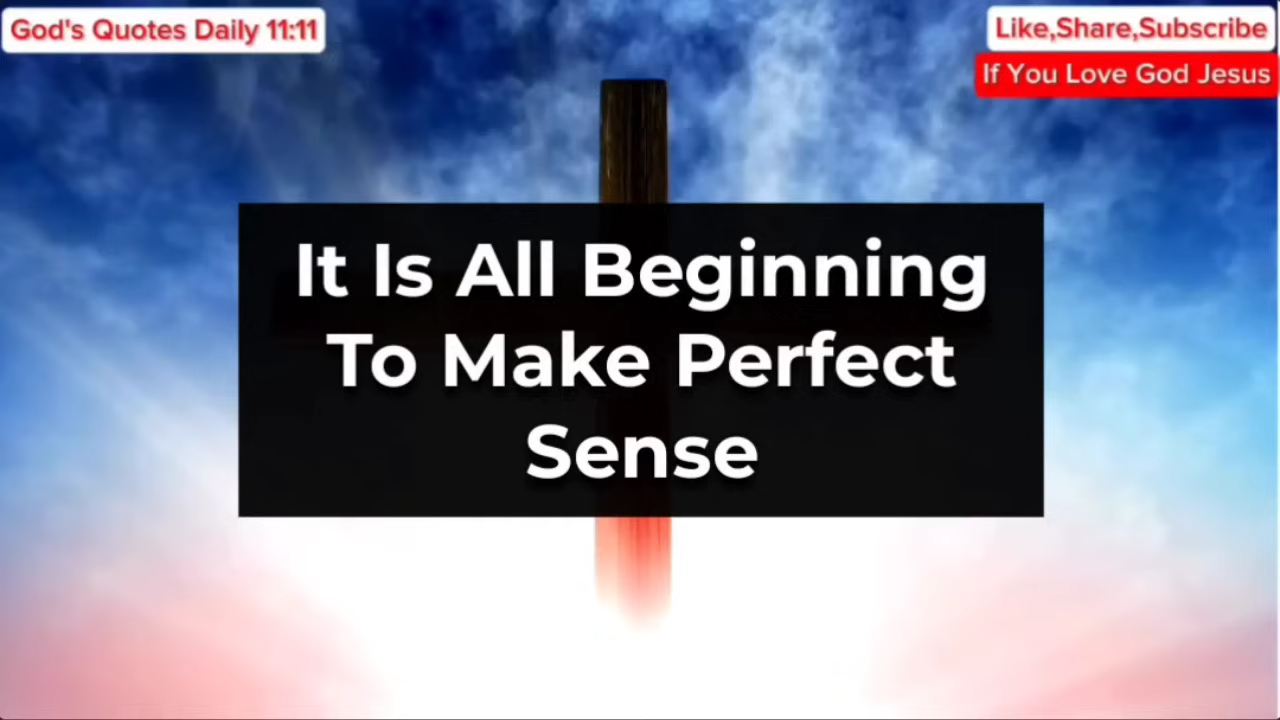 God's Quotes Daily 11:11
Like,Share,Subscribe
If You Love God Jesus
It Is All Beginning
To Make Perfect
Sense